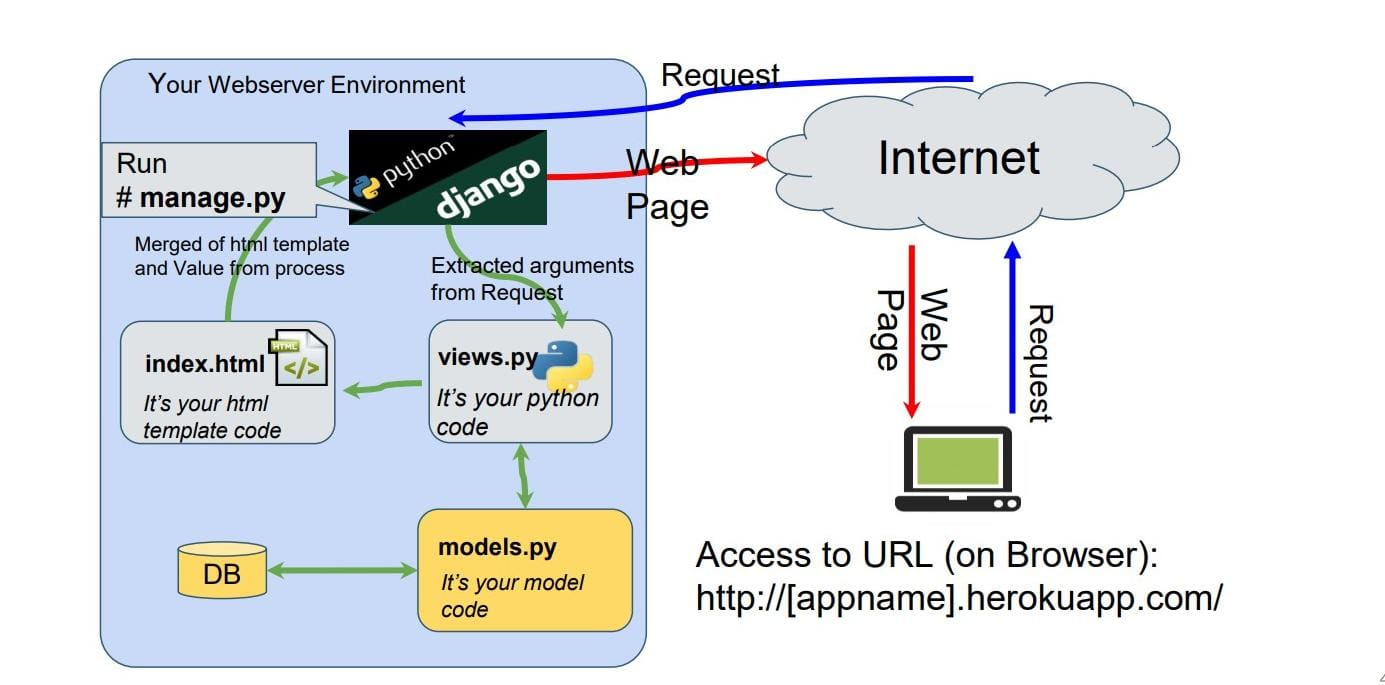 Your Webserver Environment
Request
Run
# manage.py
python
django
Web
Page
Internet
Merged of html template
and Value from process
Extracted arguments
from Request
index.html
HTML
</>
It's your html
template code
views.py
It's your python
code
Web
Page
Request
models.py
It's your model
code
DB
Access to URL (on Browser):
http://[appname].herokuapp.com/
4